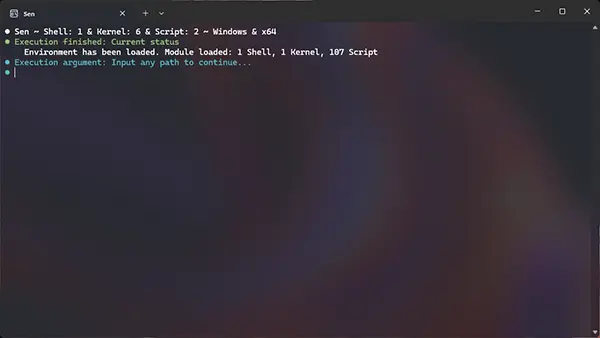 Sen
Sen ~ Shell: 1 & Kernel: 6 & Script: 2 ~ Windows & x64
Execution finished: Current status
Environment has been loaded. Module loaded: 1 Shell, 1 Kernel, 107 Script
Execution argument: Input any path to continue...